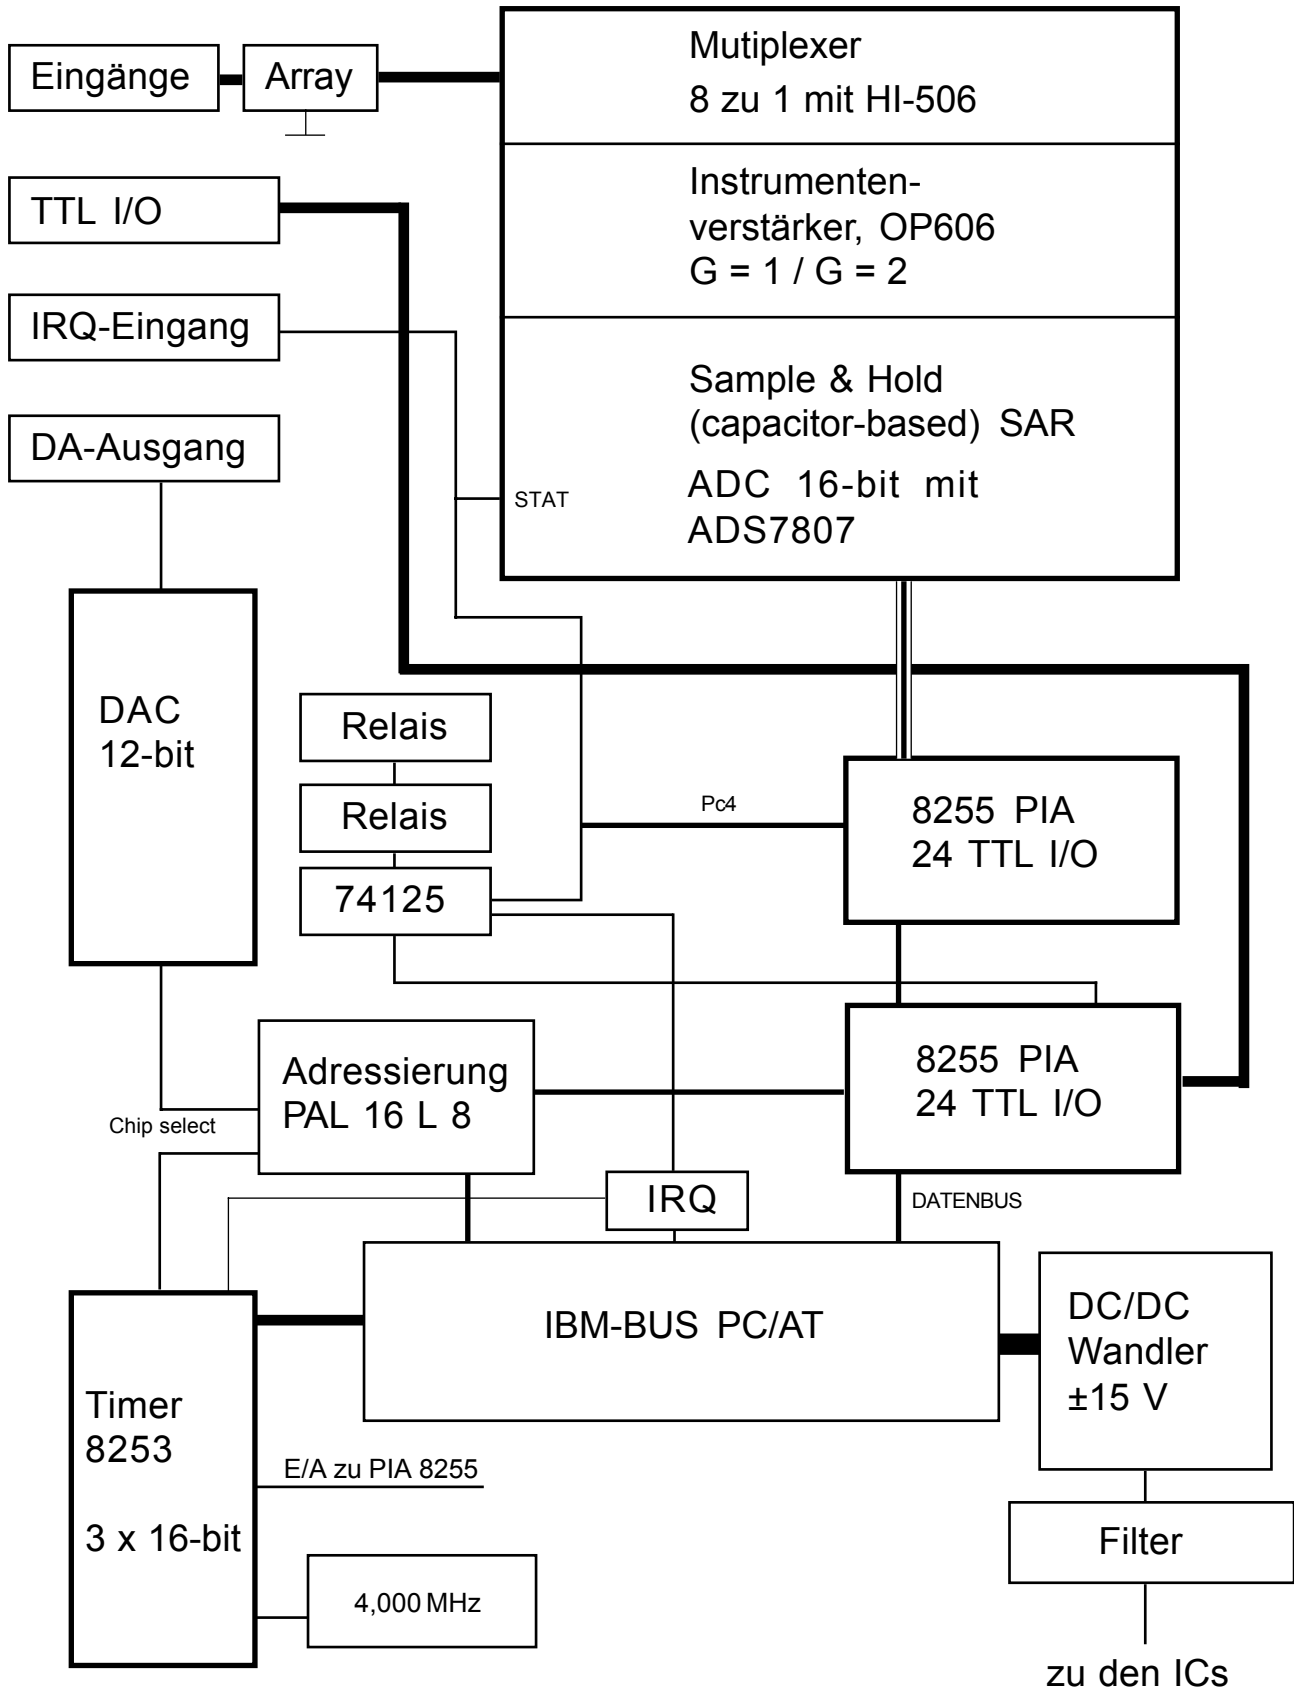 Eingänge
Array
Mutiplexer
8 zu 1 mit HI-506
TTL I/O
Instrumenten-
verstärker, OP606
G = 1 / G = 2
IRQ-Eingang
Sample & Hold
(capacitor-based) SAR
ADC 16-bit mit
ADS7807
STAT
DA-Ausgang
DAC
12-bit
Relais
Relais
74125
Pc4
8255 PIA
24 TTL I/O
Adressierung
PAL 16 L 8
8255 PIA
24 TTL I/O
Chip select
IRQ
DATENBUS
IBM-BUS PC/AT
DC/DC
Wandler
±15 V
Timer
8253
3 x 16-bit
E/A zu PIA 8255
4,000 MHz
Filter
zu den ICs